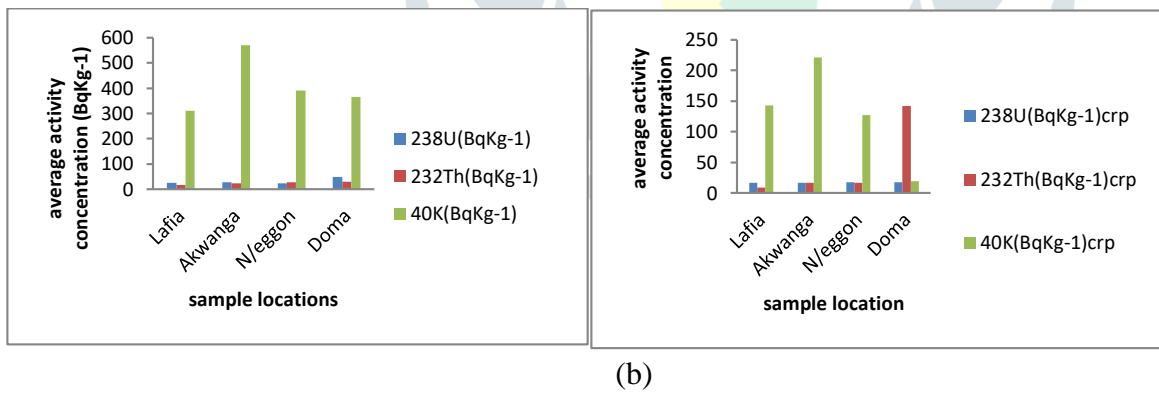 average activity
concentration (BqKg-1)
600
500
400
300
200
100
0
Lafia
Akwanga
N/eggon
Doma
sample locations
238U(BqKg-1)
232Th(BqKg-1)
40K(BqKg-1)
average activity
concentration
250
200
150
100
50
0
Lafia
Akwanga
N/eggon
Doma
sample location
238U(BqKg-1)crp
232Th(BqKg-1)crp
40K(BqKg-1)crp
(b)